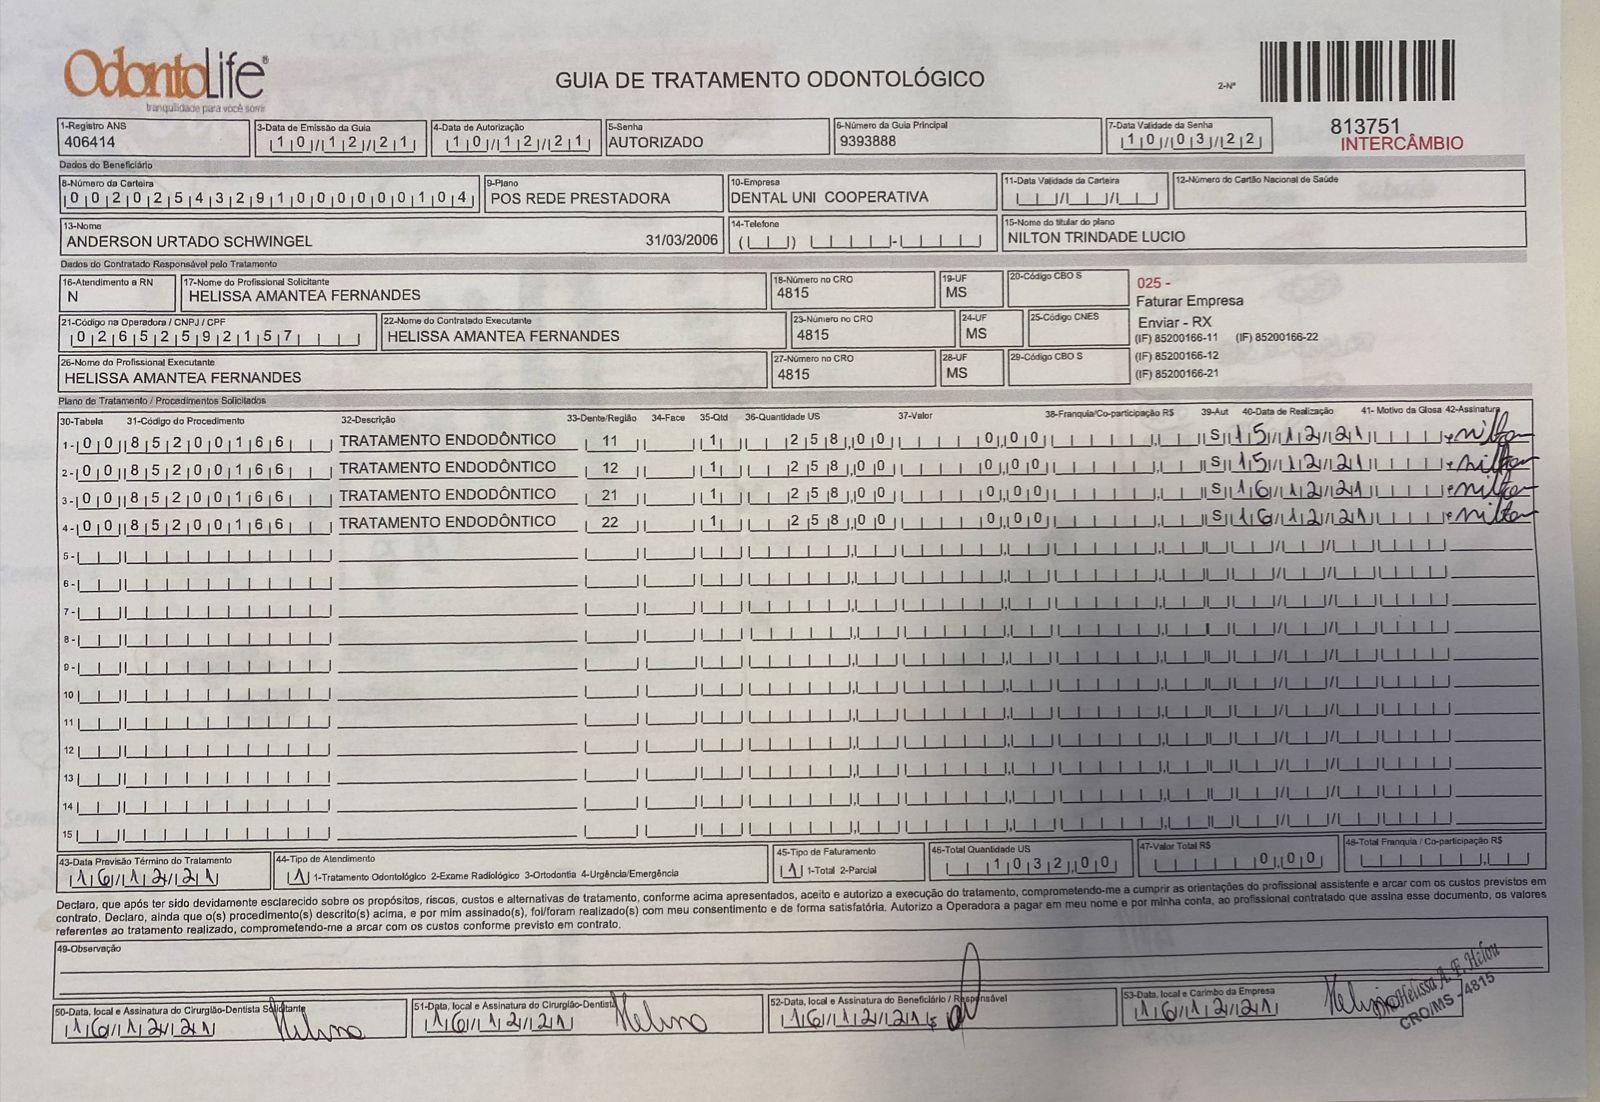 OdontoLife®
tranquilidade para você sorrir
GUIA DE TRATAMENTO ODONTOLÓGICO
2-Nº
813751
INTERCÂMBIO
1-Registro ANS
406414
3-Data de Emissão da Guia
10/12/21
4-Data de Autorização
10/12/21
5-Senha
AUTORIZADO
6-Número da Guia Principal
9393888
7-Data Validade da Senha
10/03/22
Dados do Beneficiário
8-Número da Carteira
00202543291000000104
9-Plano
POS REDE PRESTADORA
10-Empresa
DENTAL UNI COOPERATIVA
11-Data Validade da Carteira
12-Número do Cartão Nacional de Saúde
13-Nome
ANDERSON URTADO SCHWINGEL 31/03/2006
14-Telefone
15-Nome do titular do plano
NILTON TRINDADE LUCIO
Dados do Contratado Responsável pelo Tratamento
16-Atendimento a RN
N
17-Nome do Profissional Solicitante
HELISSA AMANTEA FERNANDES
18-Número no CRO
4815
19-UF
MS
20-Código CBO S
025 -
Faturar Empresa
Enviar - RX
(IF) 85200166-11 (IF) 85200166-22
(IF) 85200166-12
(IF) 85200166-21
21-Código na Operadora / CNPJ / CPF
02652592157
22-Nome do Contratado Executante
HELISSA AMANTEA FERNANDES
23-Número no CRO
4815
24-UF
MS
25-Código CNES
26-Nome do Profissional Executante
HELISSA AMANTEA FERNANDES
27-Número no CRO
4815
28-UF
MS
29-Código CBO S
Plano de Tratamento / Procedimentos Solicitados
30-Tabela 31-Código do Procedimento 32-Descrição 33-Dente/Região 34-Face 35-Qtd 36-Quantidade US 37-Valor 38-Franquia/Co-participação R$ 39-Aut 40-Data de Realização 41- Motivo da Glosa 42-Assinatura
1- 00 85200166 TRATAMENTO ENDODÔNTICO 11 1 258,00 0,00 S 15/12/21 nilton
2- 00 85200166 TRATAMENTO ENDODÔNTICO 12 1 258,00 0,00 S 15/12/21 nilton
3- 00 85200166 TRATAMENTO ENDODÔNTICO 21 1 258,00 0,00 S 16/12/21 nilton
4- 00 85200166 TRATAMENTO ENDODÔNTICO 22 1 258,00 0,00 S 16/12/21 nilton
5-
6-
7-
8-
9-
10
11
12
13
14
15
43-Data Previsão Término do Tratamento
16/12/21
44-Tipo de Atendimento
1 1-Tratamento Odontológico 2-Exame Radiológico 3-Ortodontia 4-Urgência/Emergência
45-Tipo de Faturamento
1 1-Total 2-Parcial
46-Total Quantidade US
1032,00
47-Valor Total R$
0,00
48-Total Franquia / Co-participação R$
Declaro, que após ter sido devidamente esclarecido sobre os propósitos, riscos, custos e alternativas de tratamento, conforme acima apresentados, aceito e autorizo a execução do tratamento, comprometendo-me a cumprir as orientações do profissional assistente e arcar com os custos previstos em
contrato. Declaro, ainda que o(s) procedimento(s) descrito(s) acima, e por mim assinado(s), foi/foram realizado(s) com meu consentimento e de forma satisfatória. Autorizo a Operadora a pagar em meu nome e por minha conta, ao profissional contratado que assina esse documento, os valores
referentes ao tratamento realizado, comprometendo-me a arcar com os custos conforme previsto em contrato.
49-Observação
50-Data, local e Assinatura do Cirurgião-Dentista Solicitante
16/12/21
51-Data, local e Assinatura do Cirurgião-Dentista
16/12/21
52-Data, local e Assinatura do Beneficiário / Responsável
16/12/21
53-Data, local e Carimbo da Empresa
16/12/21
Helissa A. F. Hilou
CRO/MS - 4815